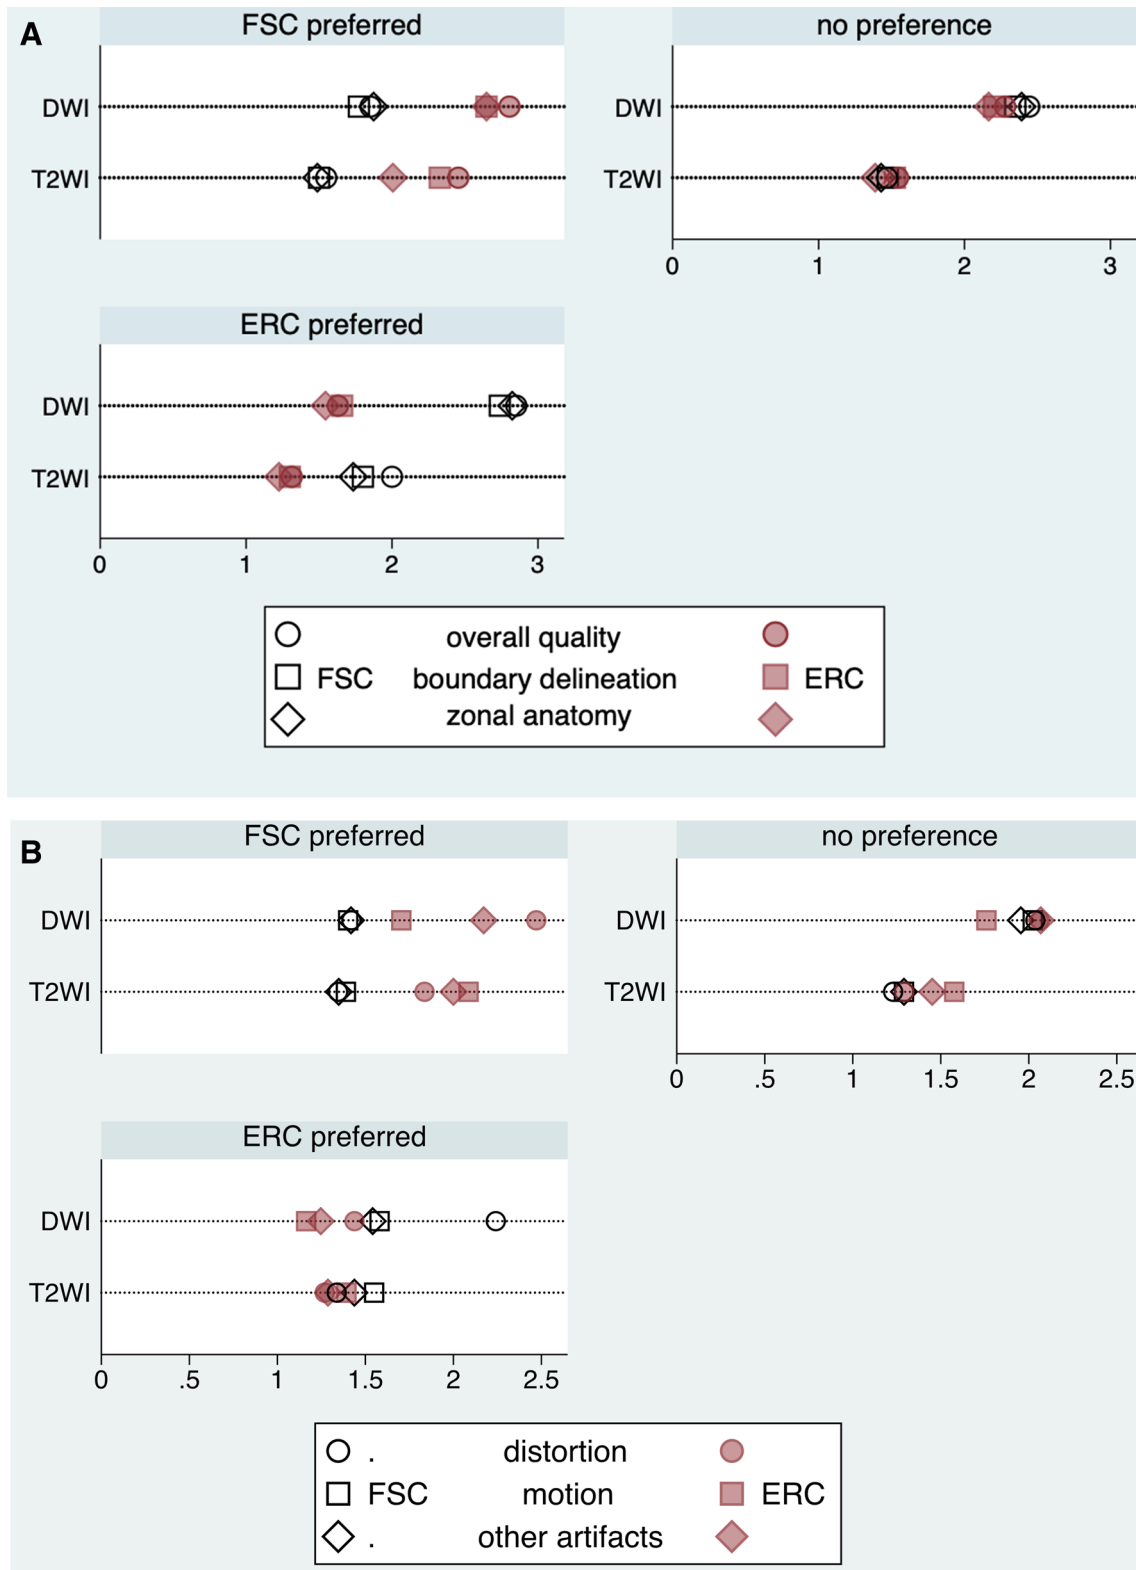 A
FSC preferred
no preference
DWI
T2WI
DWI
T2WI
0 1 2 3
ERC preferred
DWI
T2WI
0 1 2 3
overall quality
FSC boundary delineation ERC
zonal anatomy
B
FSC preferred
no preference
DWI
T2WI
DWI
T2WI
0 .5 1 1.5 2 2.5
ERC preferred
DWI
T2WI
0 .5 1 1.5 2 2.5
. distortion
FSC motion ERC
. other artifacts